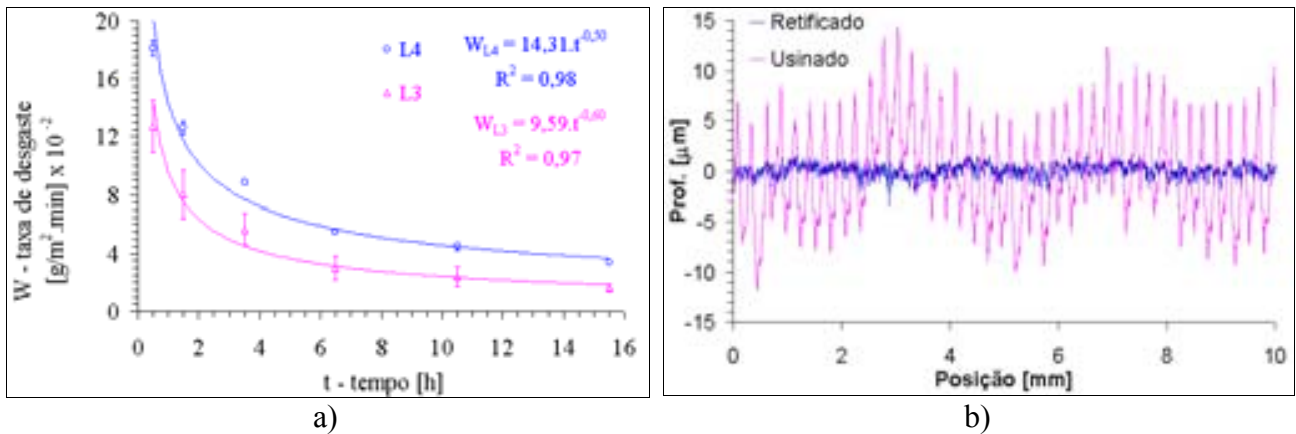 20
16
12
8
4
0
W - taxa de desgaste
[g/m².min] x 10⁻²
L4
L3
W_L4 = 14,31.t^-0,50
R² = 0,98
W_L3 = 9,59.t^-0,60
R² = 0,97
0 2 4 6 8 10 12 14 16
t - tempo [h]
a)
Retificado
Usinado
15
10
5
0
-5
-10
-15
Prof. [µm]
0 2 4 6 8 10
Posição [mm]
b)